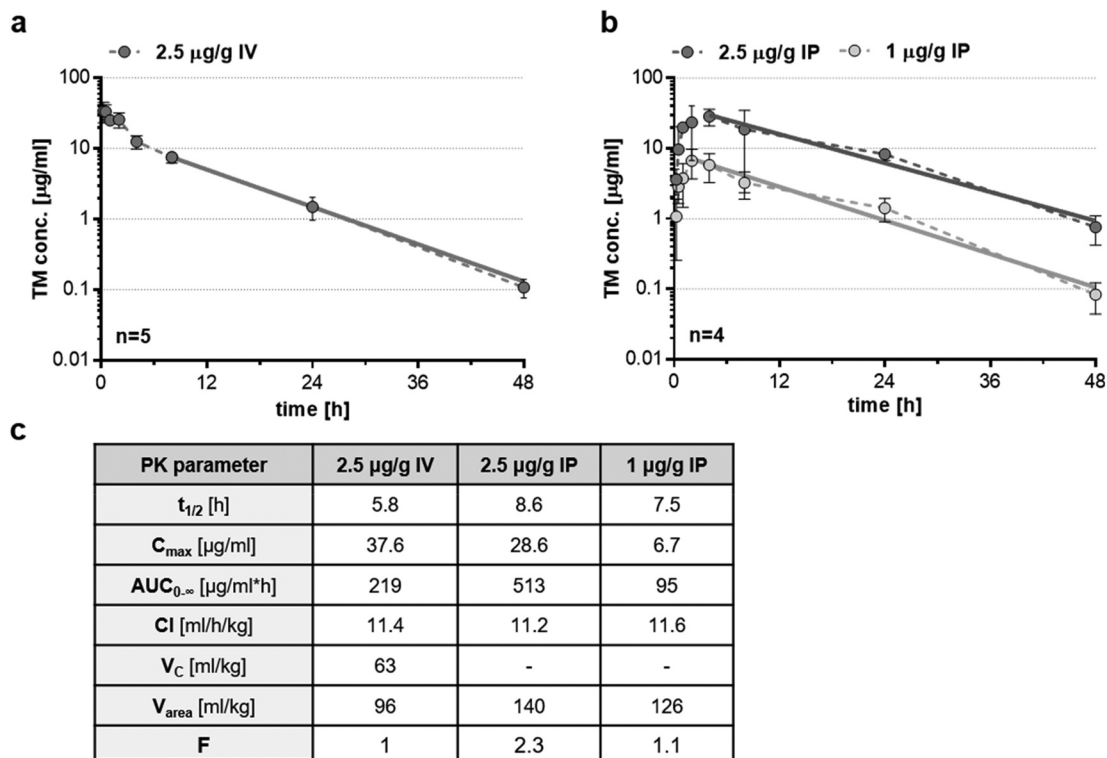 a
2.5 µg/g IV
100
10
1
0.1
0.01
TM conc. [µg/ml]
n=5
0 12 24 36 48
time [h]
b
2.5 µg/g IP 1 µg/g IP
100
10
1
0.1
0.01
TM conc. [µg/ml]
n=4
0 12 24 36 48
time [h]
c
PK parameter 2.5 µg/g IV 2.5 µg/g IP 1 µg/g IP
t1/2 [h] 5.8 8.6 7.5
Cmax [µg/ml] 37.6 28.6 6.7
AUC0-∞ [µg/ml*h] 219 513 95
Cl [ml/h/kg] 11.4 11.2 11.6
VC [ml/kg] 63 - -
Varea [ml/kg] 96 140 126
F 1 2.3 1.1